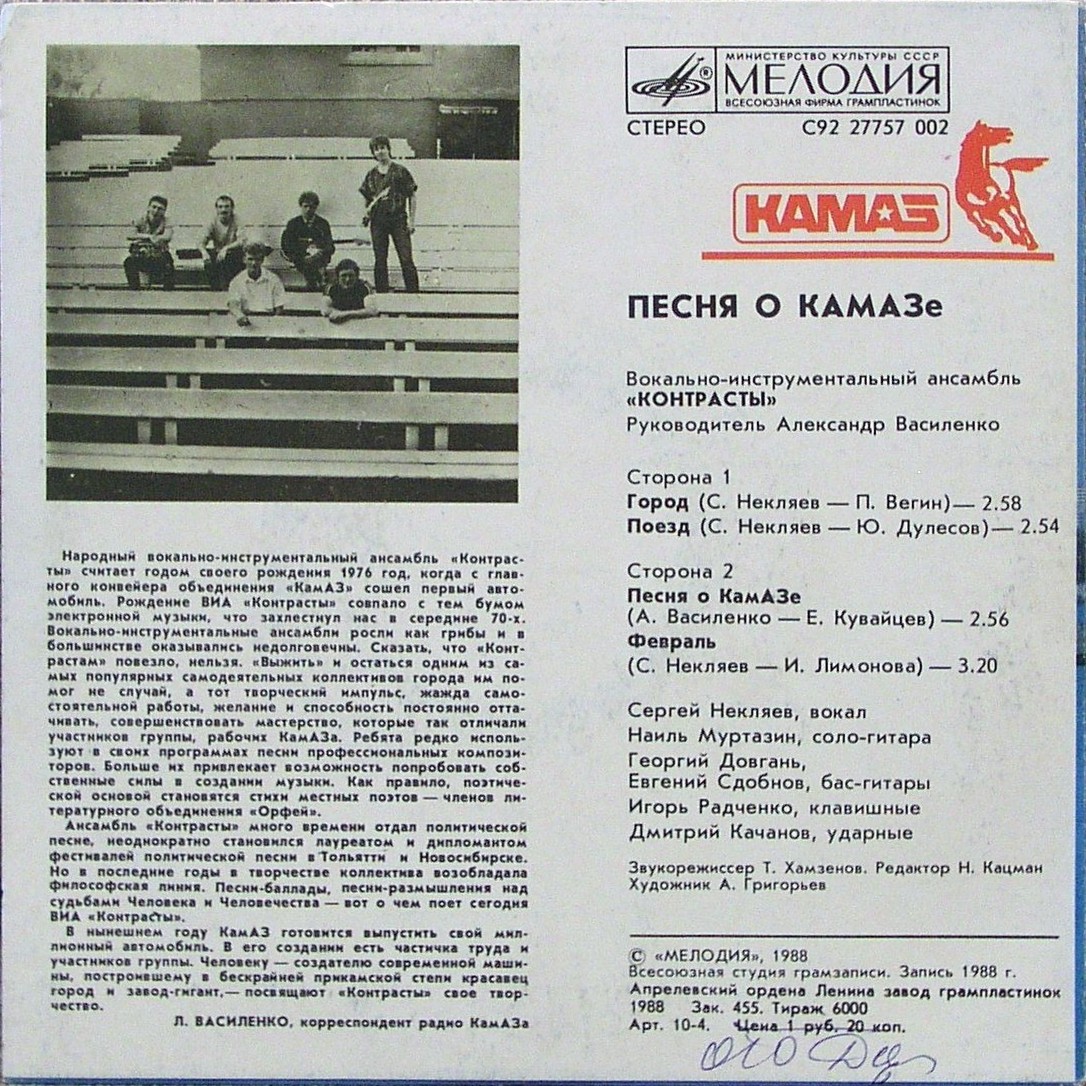 МИНИСТЕРСТВО КУЛЬТУРЫ СССР
МЕЛОДИЯ
ВСЕСОЮЗНАЯ ФИРМА ГРАМПЛАСТИНОК
СТЕРЕО С92 27757 002
КАМАЗ
ПЕСНЯ О КАМАЗе
Вокально-инструментальный ансамбль
«КОНТРАСТЫ»
Руководитель Александр Василенко
Сторона 1
Город (С. Некляев — П. Вегин)— 2.58
Поезд (С. Некляев — Ю. Дулесов)— 2.54
Сторона 2
Песня о КамАЗе
(А. Василенко — Е. Кувайцев) — 2.56
Февраль
(С. Некляев — И. Лимонова) — 3.20
Сергей Некляев, вокал
Наиль Муртазин, соло-гитара
Георгий Довгань,
Евгений Сдобнов, бас-гитары
Игорь Радченко, клавишные
Дмитрий Качанов, ударные
Звукорежиссер Т. Хамзенов. Редактор Н. Кацман
Художник А. Григорьев
© «МЕЛОДИЯ», 1988
Всесоюзная студия грамзаписи. Запись 1988 г.
Апрелевский ордена Ленина завод грампластинок
1988 Зак. 455. Тираж 6000
Арт. 10-4. Цена 1 руб. 20 коп.
Народный вокально-инструментальный ансамбль «Контрас-
ты» считает годом своего рождения 1976 год, когда с глав-
ного конвейера объединения «КамАЗ» сошел первый авто-
мобиль. Рождение ВИА «Контрасты» совпало с тем бумом
электронной музыки, что захлестнул нас в середине 70-х.
Вокально-инструментальные ансамбли росли как грибы и в
большинстве оказывались недолговечны. Сказать, что «Конт-
растам» повезло, нельзя. «Выжить» и остаться одним из са-
мых популярных самодеятельных коллективов города им по-
мог не случай, а тот творческий импульс, жажда само-
стоятельной работы, желание и способность постоянно отта-
чивать, совершенствовать мастерство, которые так отличали
участников группы, рабочих КамАЗа. Ребята редко исполь-
зуют в своих программах песни профессиональных компози-
торов. Больше их привлекает возможность попробовать соб-
ственные силы в создании музыки. Как правило, поэтиче-
ской основой становятся стихи местных поэтов — членов ли-
тературного объединения «Орфей».
Ансамбль «Контрасты» много времени отдал политической
песне, неоднократно становился лауреатом и дипломантом
фестивалей политической песни в Тольятти и Новосибирске.
Но в последние годы в творчестве коллектива возобладала
философская линия. Песни-баллады, песни-размышления над
судьбами Человека и Человечества — вот о чем поет сегодня
ВИА «Контрасты».
В нынешнем году КамАЗ готовится выпустить свой мил-
лионный автомобиль. В его создании есть частичка труда и
участников группы. Человеку — создателю современной маши-
ны, построившему в бескрайней прикамской степи красавец
город и завод-гигант,— посвящают «Контрасты» свое твор-
чество.
Л. ВАСИЛЕНКО, корреспондент радио КамАЗа